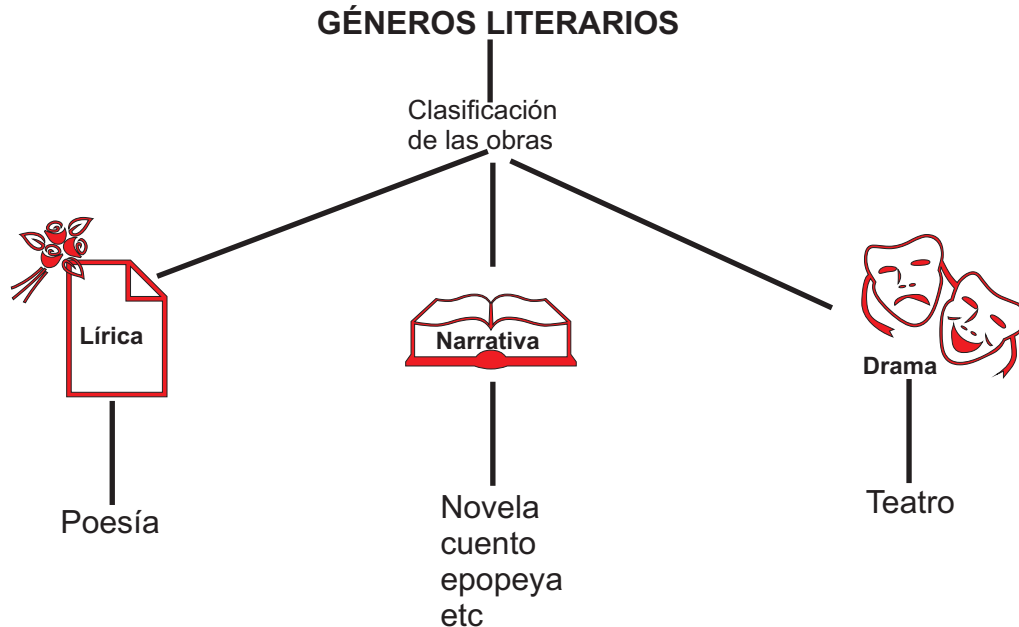 GÉNEROS LITERARIOS
Clasificación
de las obras
Lírica
Narrativa
Drama
Poesía
Novela
cuento
epopeya
etc
Teatro